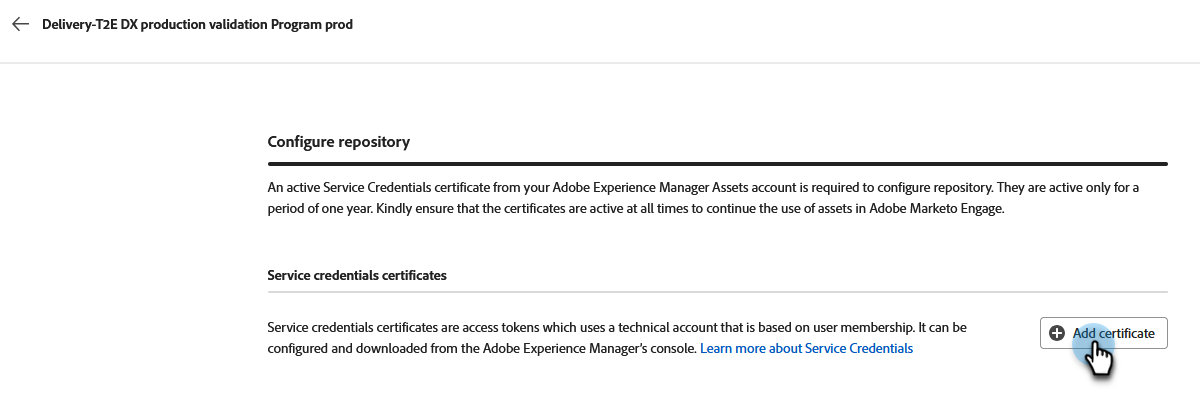 Delivery-T2E DX production validation Program prod
Configure repository
An active Service Credentials certificate from your Adobe Experience Manager Assets account is required to configure repository. They are active only for a
period of one year. Kindly ensure that the certificates are active at all times to continue the use of assets in Adobe Marketo Engage.
Service credentials certificates
Service credentials certificates are access tokens which uses a technical account that is based on user membership. It can be
configured and downloaded from the Adobe Experience Manager's console. Learn more about Service Credentials
Add certificate